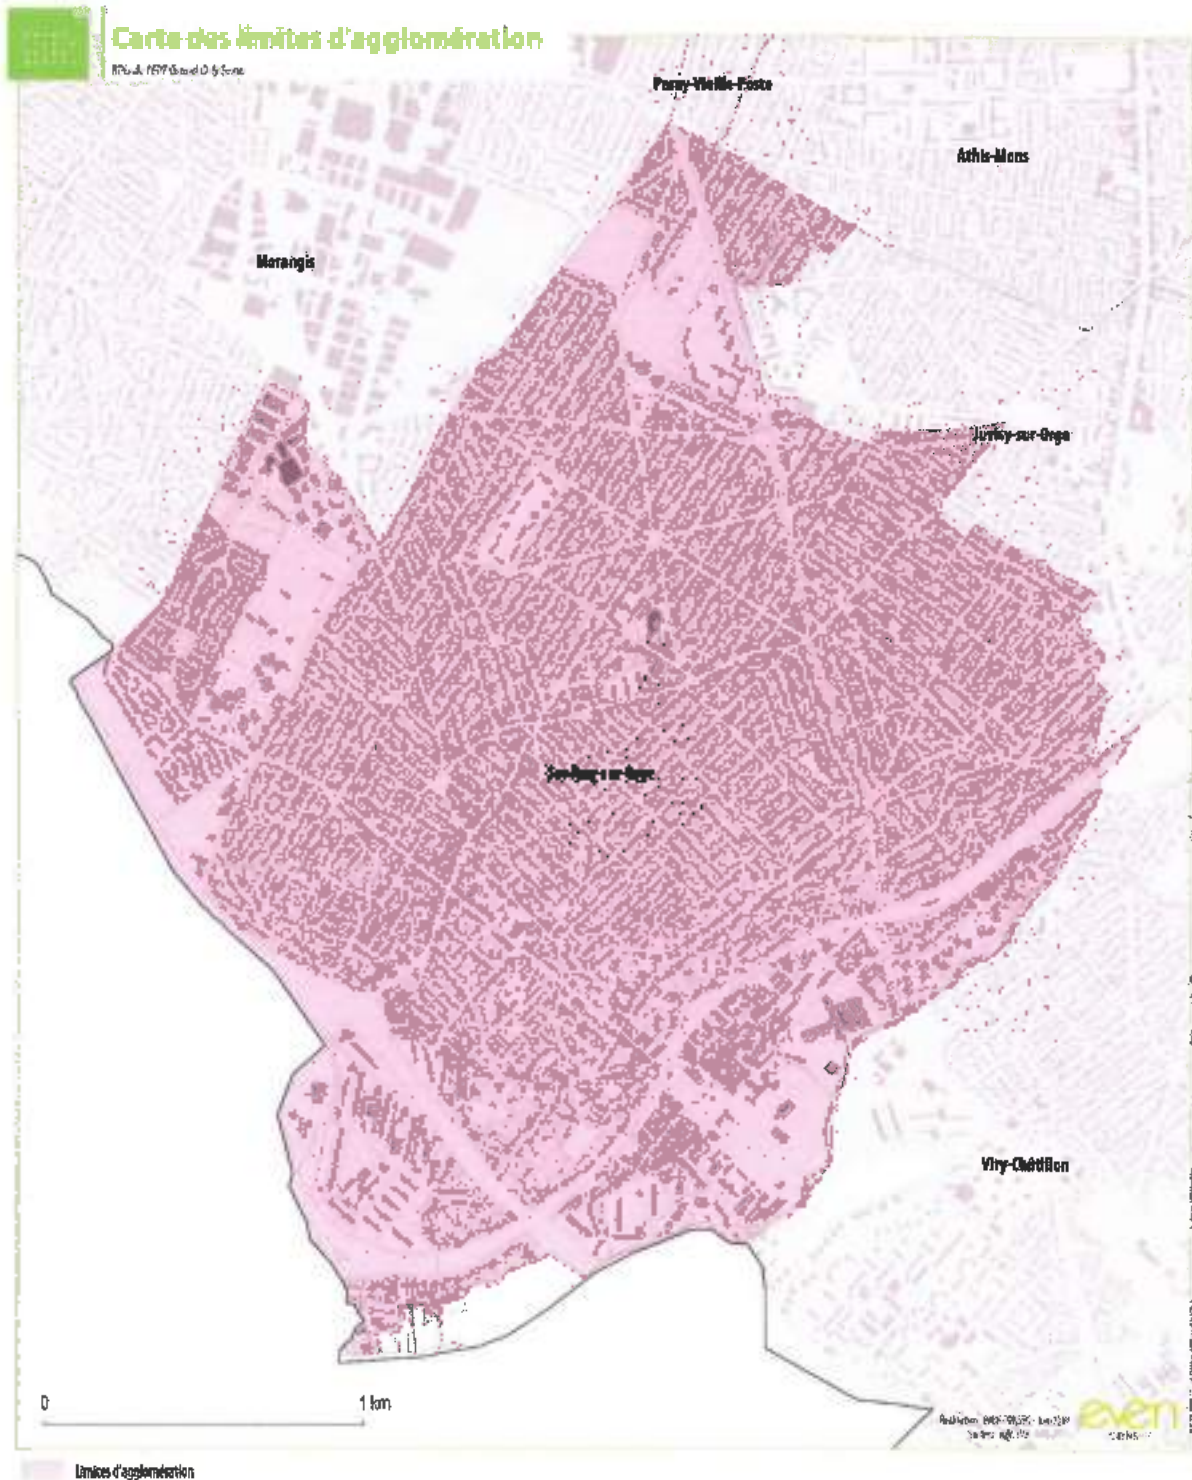 Carte des limites d'agglomération
Paray-Vieille-Poste
Athis-Mons
Morangis
Juvisy-sur-Orge
Savigny-sur-Orge
Viry-Châtillon
0
1 km
even
Limites d'agglomération